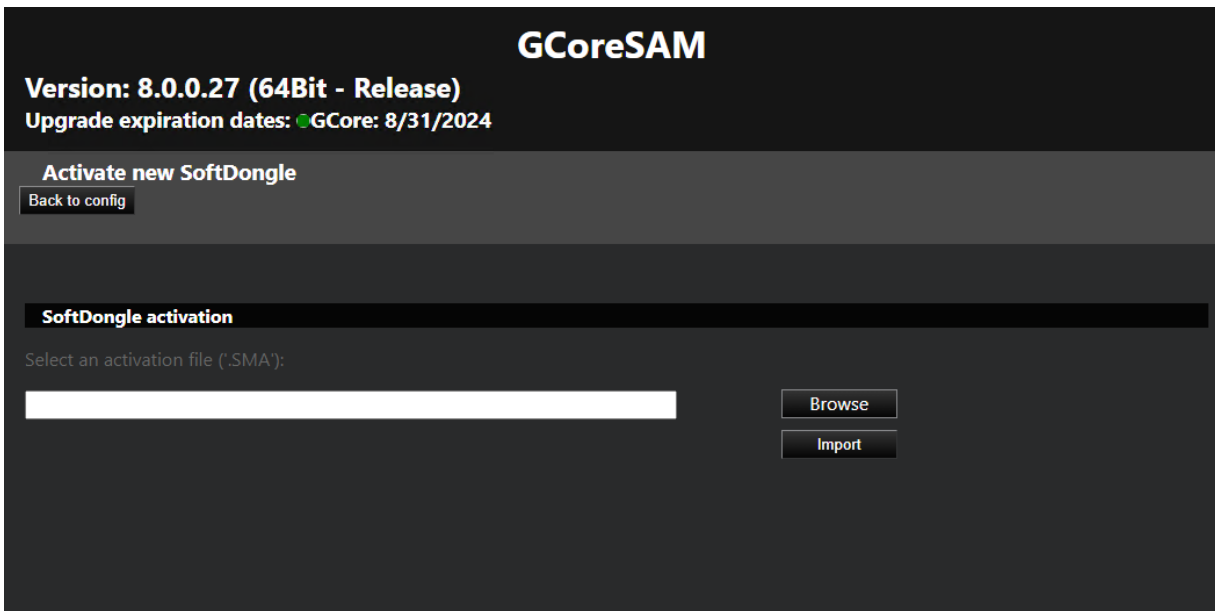 GCoreSAM
Version: 8.0.0.27 (64Bit - Release)
Upgrade expiration dates: GCore: 8/31/2024
Activate new SoftDongle
Back to config
SoftDongle activation
Select an activation file ('.SMA'):
Browse
Import